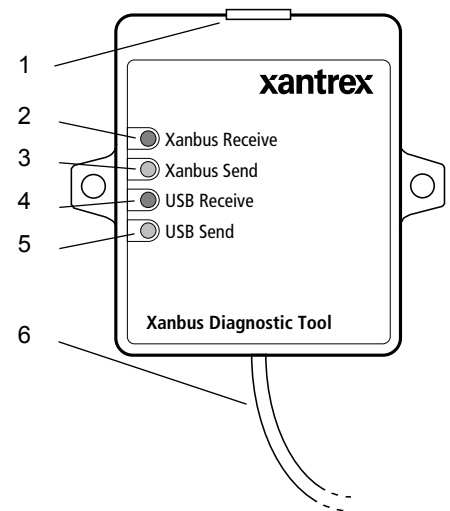 1
xantrex
2
Xanbus Receive
3
Xanbus Send
4
USB Receive
5
USB Send
6
Xanbus Diagnostic Tool